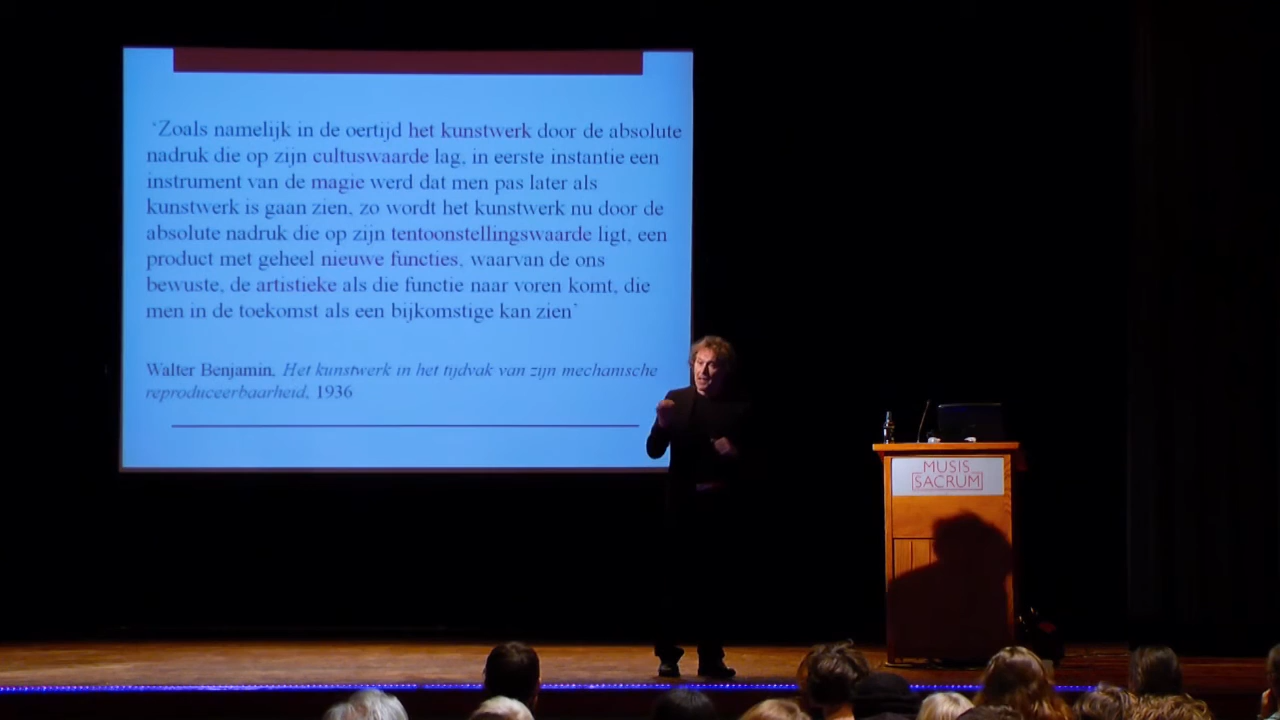 ‘Zoals namelijk in de oertijd het kunstwerk door de absolute
nadruk die op zijn cultuswaarde lag, in eerste instantie een
instrument van de magie werd dat men pas later als
kunstwerk is gaan zien, zo wordt het kunstwerk nu door de
absolute nadruk die op zijn tentoonstellingswaarde ligt, een
product met geheel nieuwe functies, waarvan de ons
bewuste, de artistieke als die functie naar voren komt, die
men in de toekomst als een bijkomstige kan zien’
Walter Benjamin, Het kunstwerk in het tijdvak van zijn mechanische
reproduceerbaarheid, 1936
MUSIS
SACRUM